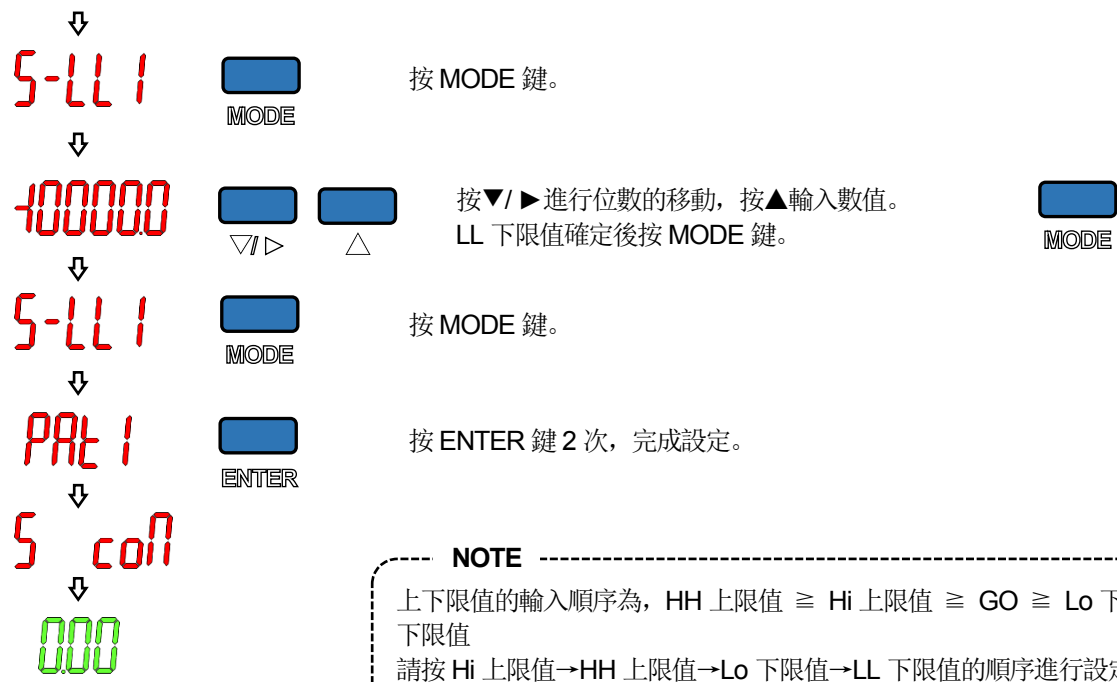 S-LL1
MODE
按 MODE 鍵。
-10000.0
▽/▷
△
按▼/ ▶進行位數的移動，按▲輸入數值。
LL 下限值確定後按 MODE 鍵。
MODE
S-LL1
MODE
按 MODE 鍵。
PAt1
ENTER
按 ENTER 鍵 2 次，完成設定。
S con
NOTE
0.00
上下限值的輸入順序為，HH 上限值 ≧ Hi 上限值 ≧ GO ≧ Lo 下
下限值
請按 Hi 上限值→HH 上限值→Lo 下限值→LL 下限值的順序進行設定